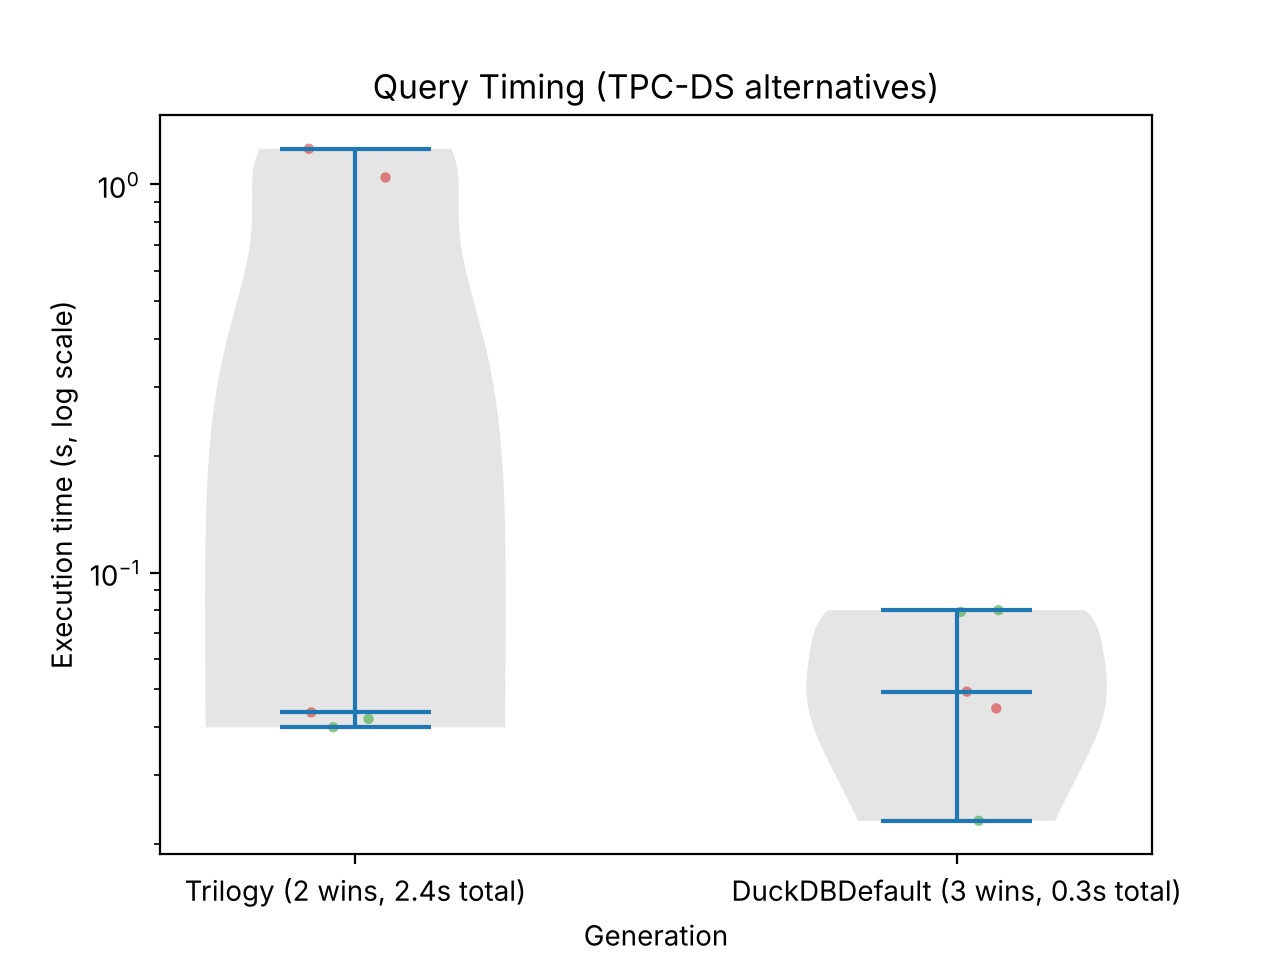 Query Timing (TPC-DS alternatives)
Execution time (s, log scale)
10⁰
10⁻¹
Trilogy (2 wins, 2.4s total)
DuckDBDefault (3 wins, 0.3s total)
Generation